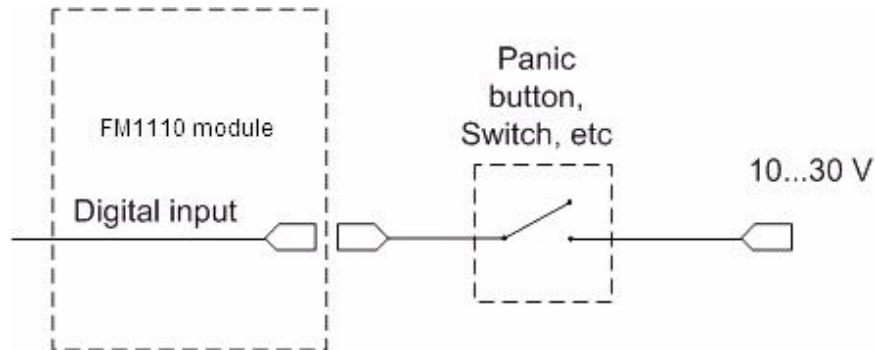 Panic
button,
Switch, etc
FM1110 module
10...30 V
Digital input